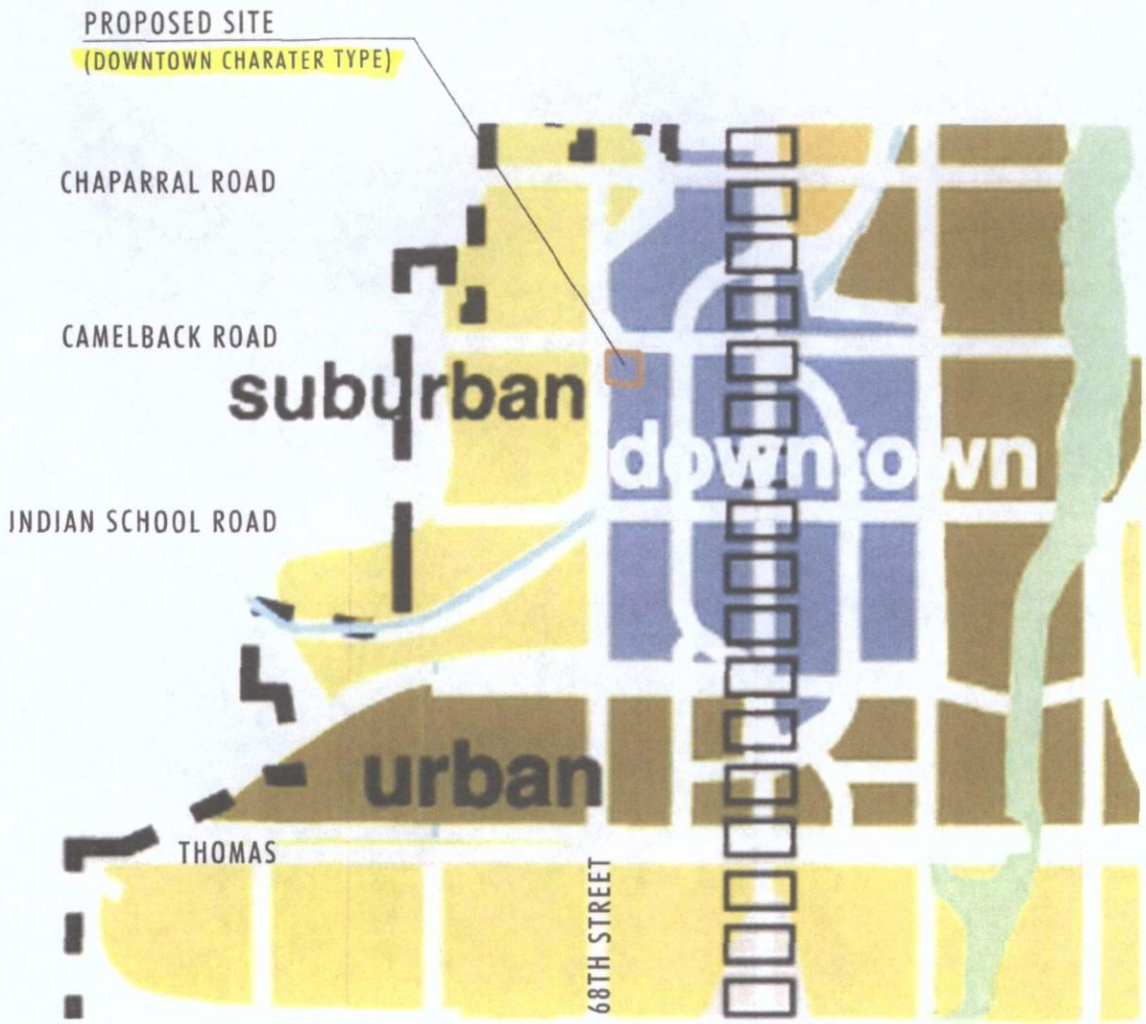 PROPOSED SITE
(DOWNTOWN CHARATER TYPE)
CHAPARRAL ROAD
CAMELBACK ROAD
suburban
downtown
INDIAN SCHOOL ROAD
urban
THOMAS
68TH STREET